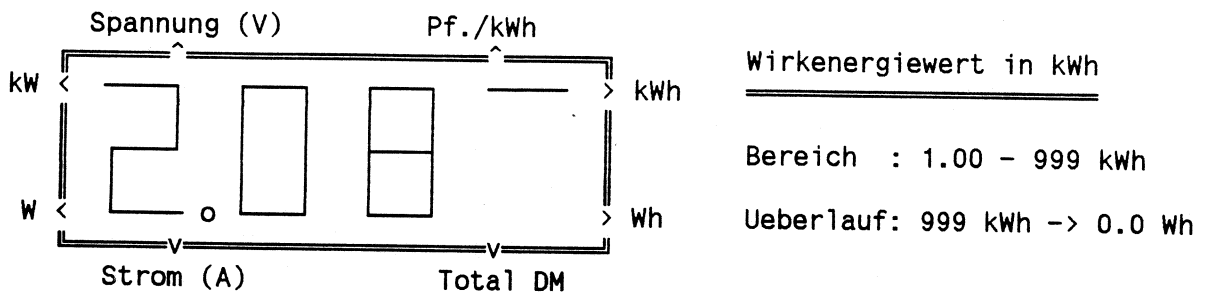 Spannung (V) Pf./kWh
kW < 2.08 > kWh
W < > Wh
Strom (A) Total DM
Wirkenergiewert in kWh
Bereich : 1.00 - 999 kWh
Ueberlauf: 999 kWh -> 0.0 Wh